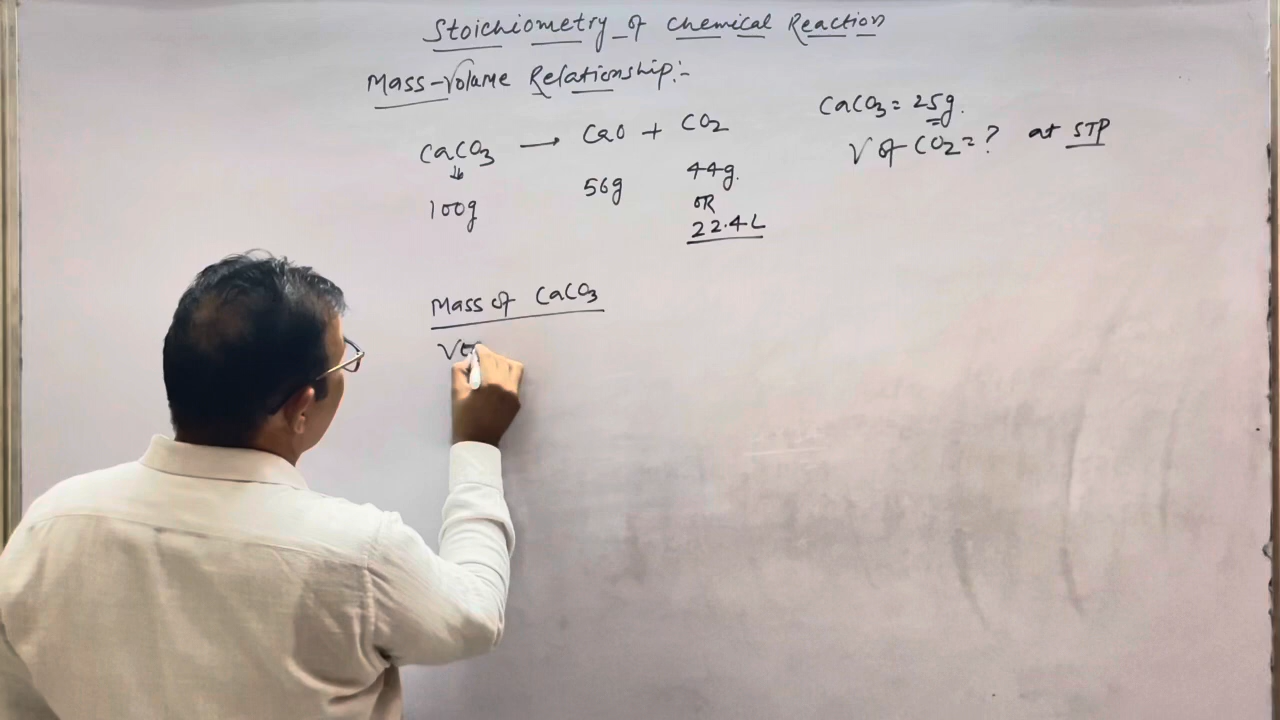 Stoichiometry of Chemical Reaction
Mass-Volume Relationship:-
CaCO3 → CaO + CO2
100g 56g 44g.
OR
22.4L
CaCO3 = 25g.
V of CO2 = ? at STP
Mass of CaCO3